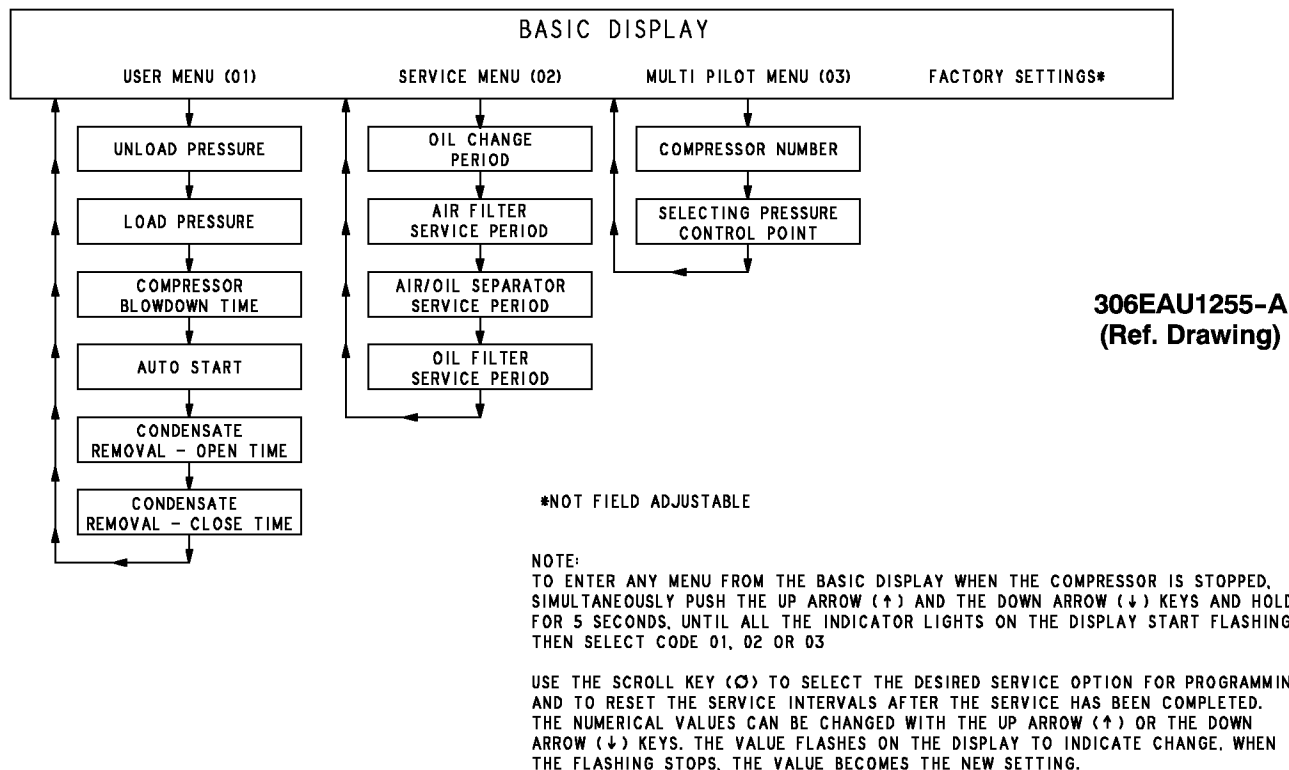 BASIC DISPLAY
USER MENU (01)
SERVICE MENU (02)
MULTI PILOT MENU (03)
FACTORY SETTINGS*
UNLOAD PRESSURE
LOAD PRESSURE
COMPRESSOR
BLOWDOWN TIME
AUTO START
CONDENSATE
REMOVAL - OPEN TIME
CONDENSATE
REMOVAL - CLOSE TIME
OIL CHANGE
PERIOD
AIR FILTER
SERVICE PERIOD
AIR/OIL SEPARATOR
SERVICE PERIOD
OIL FILTER
SERVICE PERIOD
COMPRESSOR NUMBER
SELECTING PRESSURE
CONTROL POINT
306EAU1255-A
(Ref. Drawing)
*NOT FIELD ADJUSTABLE
NOTE:
TO ENTER ANY MENU FROM THE BASIC DISPLAY WHEN THE COMPRESSOR IS STOPPED,
SIMULTANEOUSLY PUSH THE UP ARROW (↑) AND THE DOWN ARROW (↓) KEYS AND HOLD
FOR 5 SECONDS, UNTIL ALL THE INDICATOR LIGHTS ON THE DISPLAY START FLASHING
THEN SELECT CODE 01, 02 OR 03
USE THE SCROLL KEY (↻) TO SELECT THE DESIRED SERVICE OPTION FOR PROGRAMMIN
AND TO RESET THE SERVICE INTERVALS AFTER THE SERVICE HAS BEEN COMPLETED.
THE NUMERICAL VALUES CAN BE CHANGED WITH THE UP ARROW (↑) OR THE DOWN
ARROW (↓) KEYS. THE VALUE FLASHES ON THE DISPLAY TO INDICATE CHANGE, WHEN
THE FLASHING STOPS, THE VALUE BECOMES THE NEW SETTING.